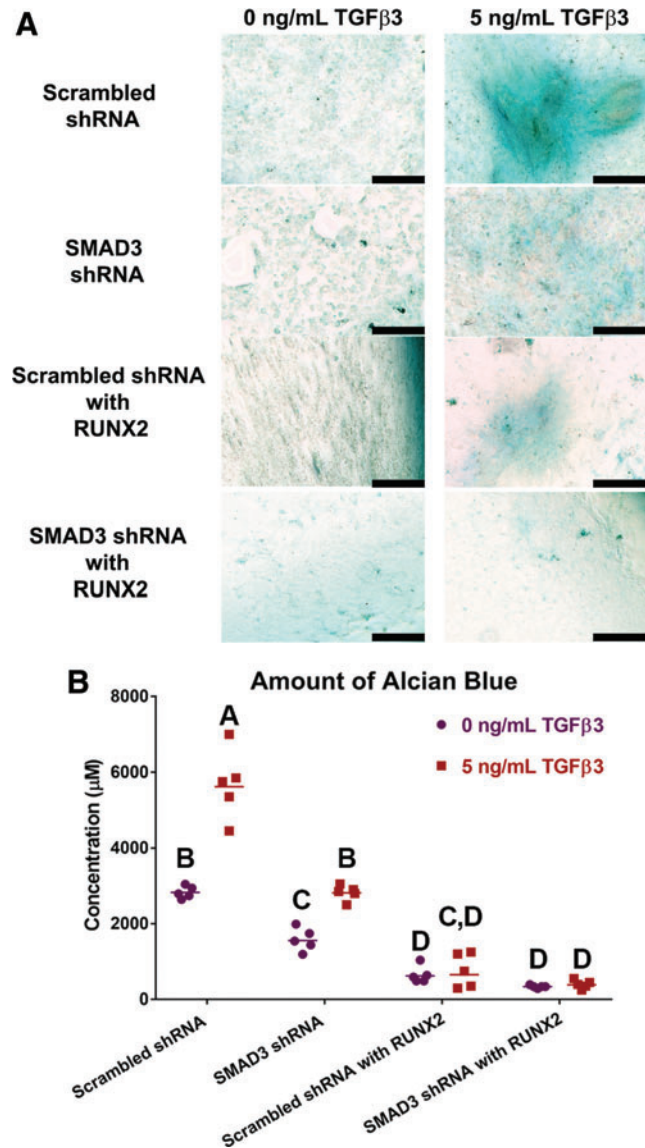 A
0 ng/mL TGFβ3
5 ng/mL TGFβ3
Scrambled
shRNA
SMAD3
shRNA
Scrambled shRNA
with
RUNX2
SMAD3 shRNA
with
RUNX2
B
Amount of Alcian Blue
0 ng/mL TGFβ3
5 ng/mL TGFβ3
Concentration (μM)
8000
6000
4000
2000
0
A
B
B
C
C,D
D
D
D
Scrambled shRNA
SMAD3 shRNA
Scrambled shRNA with RUNX2
SMAD3 shRNA with RUNX2